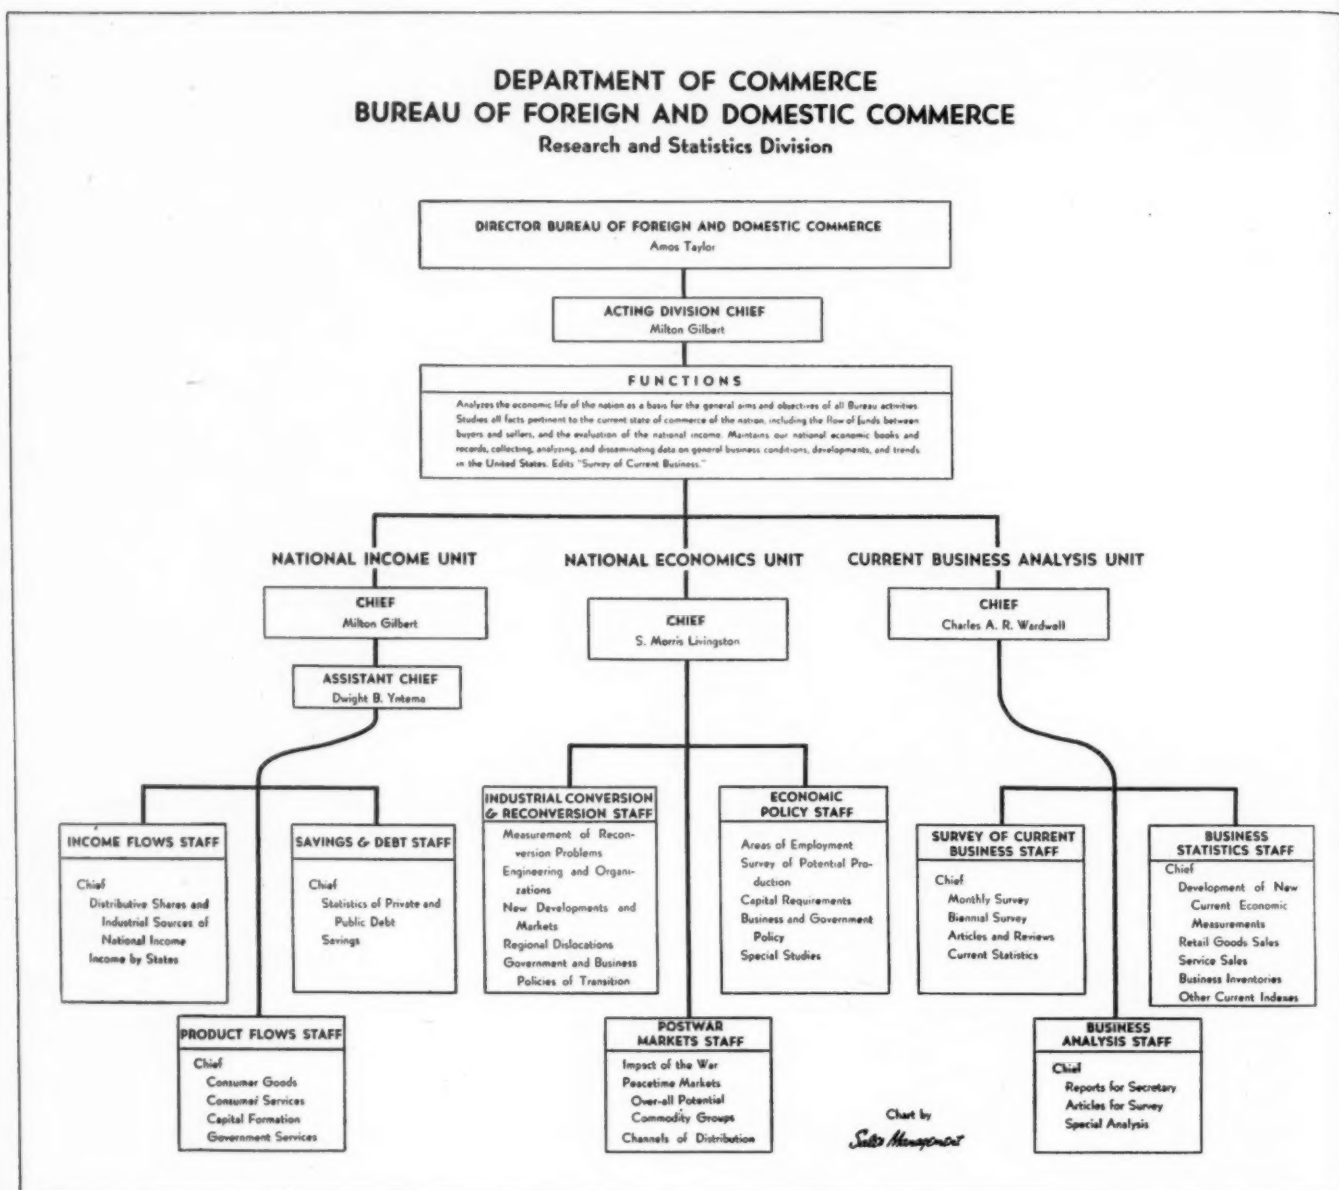 DEPARTMENT OF COMMERCE
BUREAU OF FOREIGN AND DOMESTIC COMMERCE
Research and Statistics Division
DIRECTOR BUREAU OF FOREIGN AND DOMESTIC COMMERCE
Amos Taylor
ACTING DIVISION CHIEF
Milton Gilbert
FUNCTIONS
Analyzes the economic life of the nation as a basis for the general aims and objectives of all Bureau activities.
Studies all facts pertinent to the current state of commerce of the nation, including the flow of funds between
buyers and sellers, and the evaluation of the national income. Maintains our national economic books and
records, collecting, analyzing, and disseminating data on general business conditions, developments, and trends
in the United States. Edits "Survey of Current Business."
NATIONAL INCOME UNIT
CHIEF
Milton Gilbert
ASSISTANT CHIEF
Dwight B. Yntema
NATIONAL ECONOMICS UNIT
CHIEF
S. Morris Livingston
CURRENT BUSINESS ANALYSIS UNIT
CHIEF
Charles A. R. Wardwell
INCOME FLOWS STAFF
Chief
Distributive Shares and
Industrial Sources of
National Income
Income by States
SAVINGS & DEBT STAFF
Chief
Statistics of Private and
Public Debt
Savings
PRODUCT FLOWS STAFF
Chief
Consumer Goods
Consumer Services
Capital Formation
Government Services
INDUSTRIAL CONVERSION
& RECONVERSION STAFF
Measurement of Recon-
version Problems
Engineering and Organi-
zations
New Developments and
Markets
Regional Dislocations
Government and Business
Policies of Transition
ECONOMIC
POLICY STAFF
Areas of Employment
Survey of Potential Pro-
duction
Capital Requirements
Business and Government
Policy
Special Studies
POSTWAR
MARKETS STAFF
Impact of the War
Peacetime Markets
Over-all Potential
Commodity Groups
Channels of Distribution
SURVEY OF CURRENT
BUSINESS STAFF
Chief
Monthly Survey
Biennial Survey
Articles and Reviews
Current Statistics
BUSINESS
STATISTICS STAFF
Chief
Development of New
Current Economic
Measurements
Retail Goods Sales
Service Sales
Business Inventories
Other Current Indexes
BUSINESS
ANALYSIS STAFF
Chief
Reports for Secretary
Articles for Survey
Special Analysis
Chart by
Sales Management